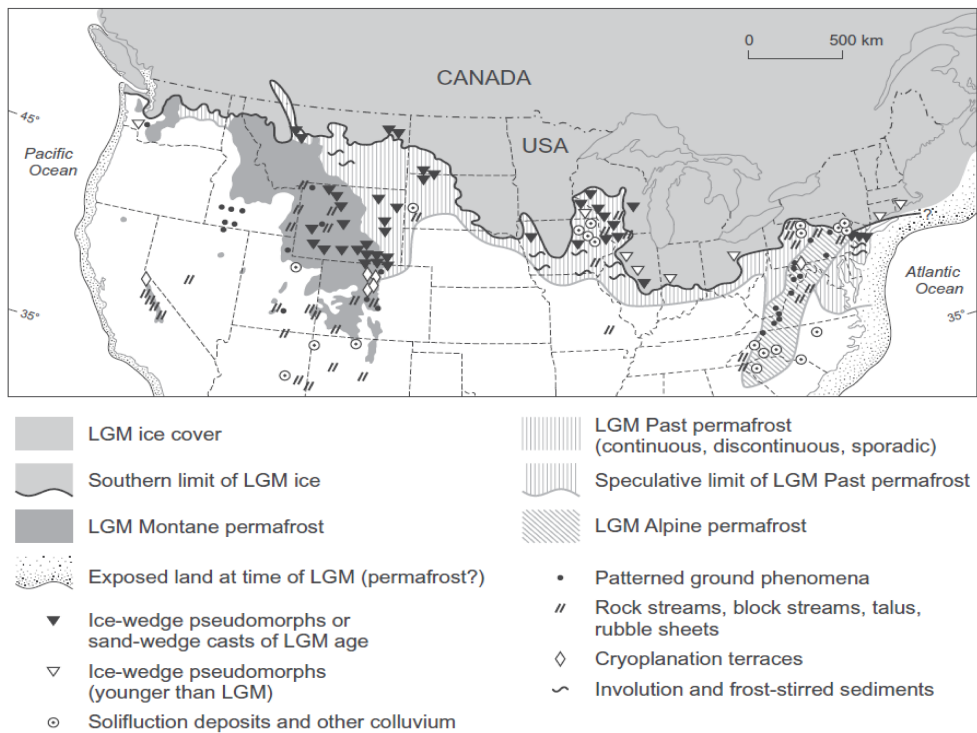 0 500 km
CANADA
USA
45°
Pacific
Ocean
35°
?
Atlantic
Ocean
35°
LGM ice cover
Southern limit of LGM ice
LGM Montane permafrost
Exposed land at time of LGM (permafrost?)
Ice-wedge pseudomorphs or
sand-wedge casts of LGM age
Ice-wedge pseudomorphs
(younger than LGM)
Solifluction deposits and other colluvium
LGM Past permafrost
(continuous, discontinuous, sporadic)
Speculative limit of LGM Past permafrost
LGM Alpine permafrost
Patterned ground phenomena
Rock streams, block streams, talus,
rubble sheets
Cryoplanation terraces
Involution and frost-stirred sediments